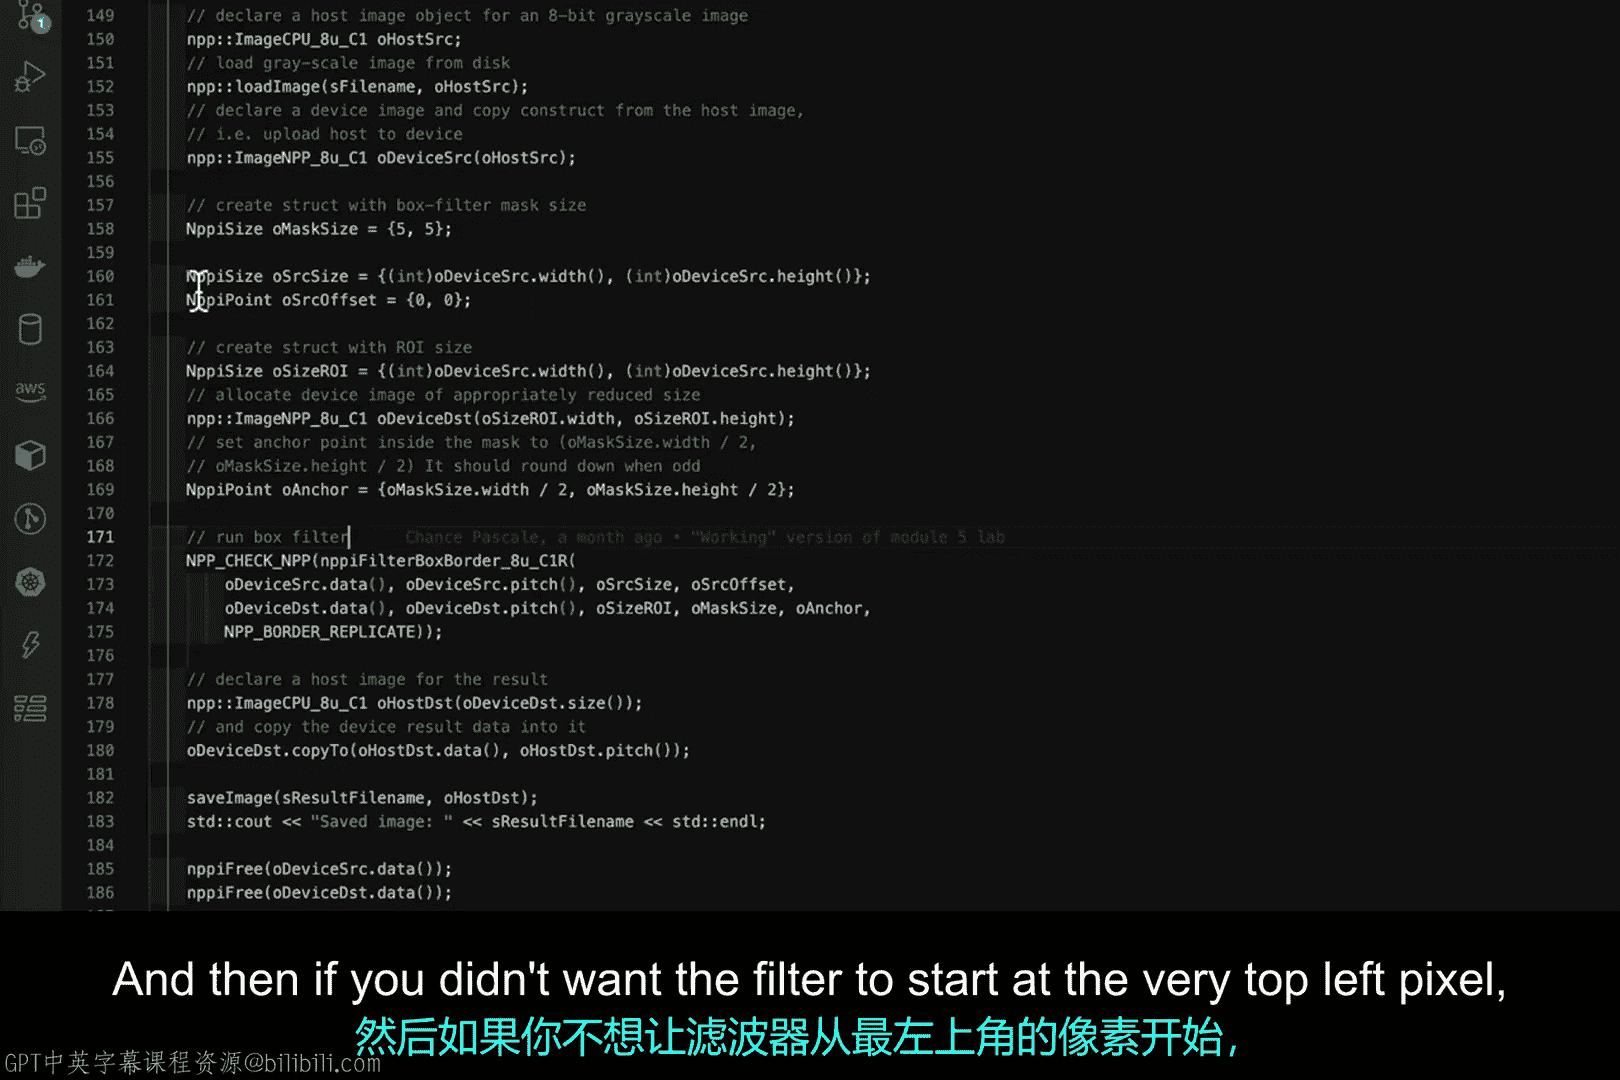 1
149 // declare a host image object for an 8-bit grayscale image
150 npp::ImageCPU_8u_C1 oHostSrc;
151 // load gray-scale image from disk
152 npp::loadImage(sFilename, oHostSrc);
153 // declare a device image and copy construct from the host image,
154 // i.e. upload host to device
155 npp::ImageNPP_8u_C1 oDeviceSrc(oHostSrc);
156
157 // create struct with box-filter mask size
158 NppiSize oMaskSize = {5, 5};
159
160 NppiSize oSrcSize = {(int)oDeviceSrc.width(), (int)oDeviceSrc.height()};
161 NppiPoint oSrcOffset = {0, 0};
162
163 // create struct with ROI size
164 NppiSize oSizeROI = {(int)oDeviceSrc.width(), (int)oDeviceSrc.height()};
165 // allocate device image of appropriately reduced size
166 npp::ImageNPP_8u_C1 oDeviceDst(oSizeROI.width, oSizeROI.height);
167 // set anchor point inside the mask to (oMaskSize.width / 2,
168 // oMaskSize.height / 2) It should round down when odd
169 NppiPoint oAnchor = {oMaskSize.width / 2, oMaskSize.height / 2};
170
171 // run box filter Chance Pascale, a month ago • "Working" version of module 5 lab
172 NPP_CHECK_NPP(nppiFilterBoxBorder_8u_C1R(
173 oDeviceSrc.data(), oDeviceSrc.pitch(), oSrcSize, oSrcOffset,
174 oDeviceDst.data(), oDeviceDst.pitch(), oSizeROI, oMaskSize, oAnchor,
175 NPP_BORDER_REPLICATE));
176
177 // declare a host image for the result
178 npp::ImageCPU_8u_C1 oHostDst(oDeviceDst.size());
179 // and copy the device result data into it
180 oDeviceDst.copyTo(oHostDst.data(), oHostDst.pitch());
181
182 saveImage(sResultFilename, oHostDst);
183 std::cout << "Saved image: " << sResultFilename << std::endl;
184
185 nppiFree(oDeviceSrc.data());
186 nppiFree(oDeviceDst.data());
aws
And then if you didn't want the filter to start at the very top left pixel,
然后如果你不想让滤波器从最左上角的像素开始，
GPT中英字幕课程资源@bilibili.com